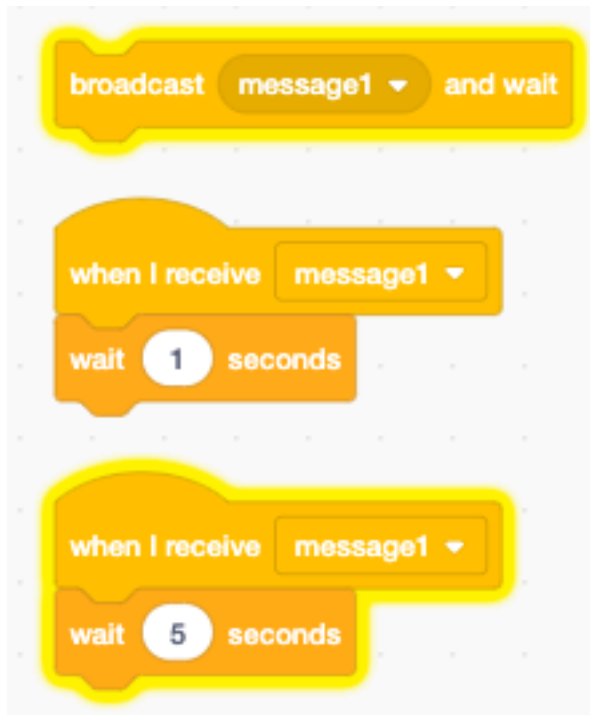 broadcast message1 and wait
when I receive message1
wait 1 seconds
when I receive message1
wait 5 seconds